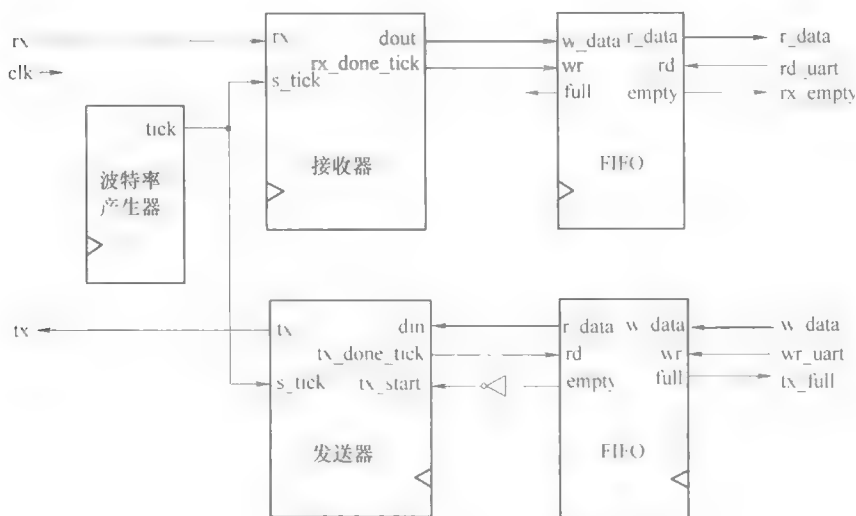 rx
clk
tick
波特率
产生器
rx
dout
rx_done_tick
s_tick
接收器
w_data
r_data
wr
rd
full
empty
FIFO
r_data
rd_uart
rx_empty
tx
tx
din
tx_done_tick
s_tick
tx_start
发送器
r_data
w_data
rd
wr
empty
full
FIFO
w_data
wr_uart
tx_full